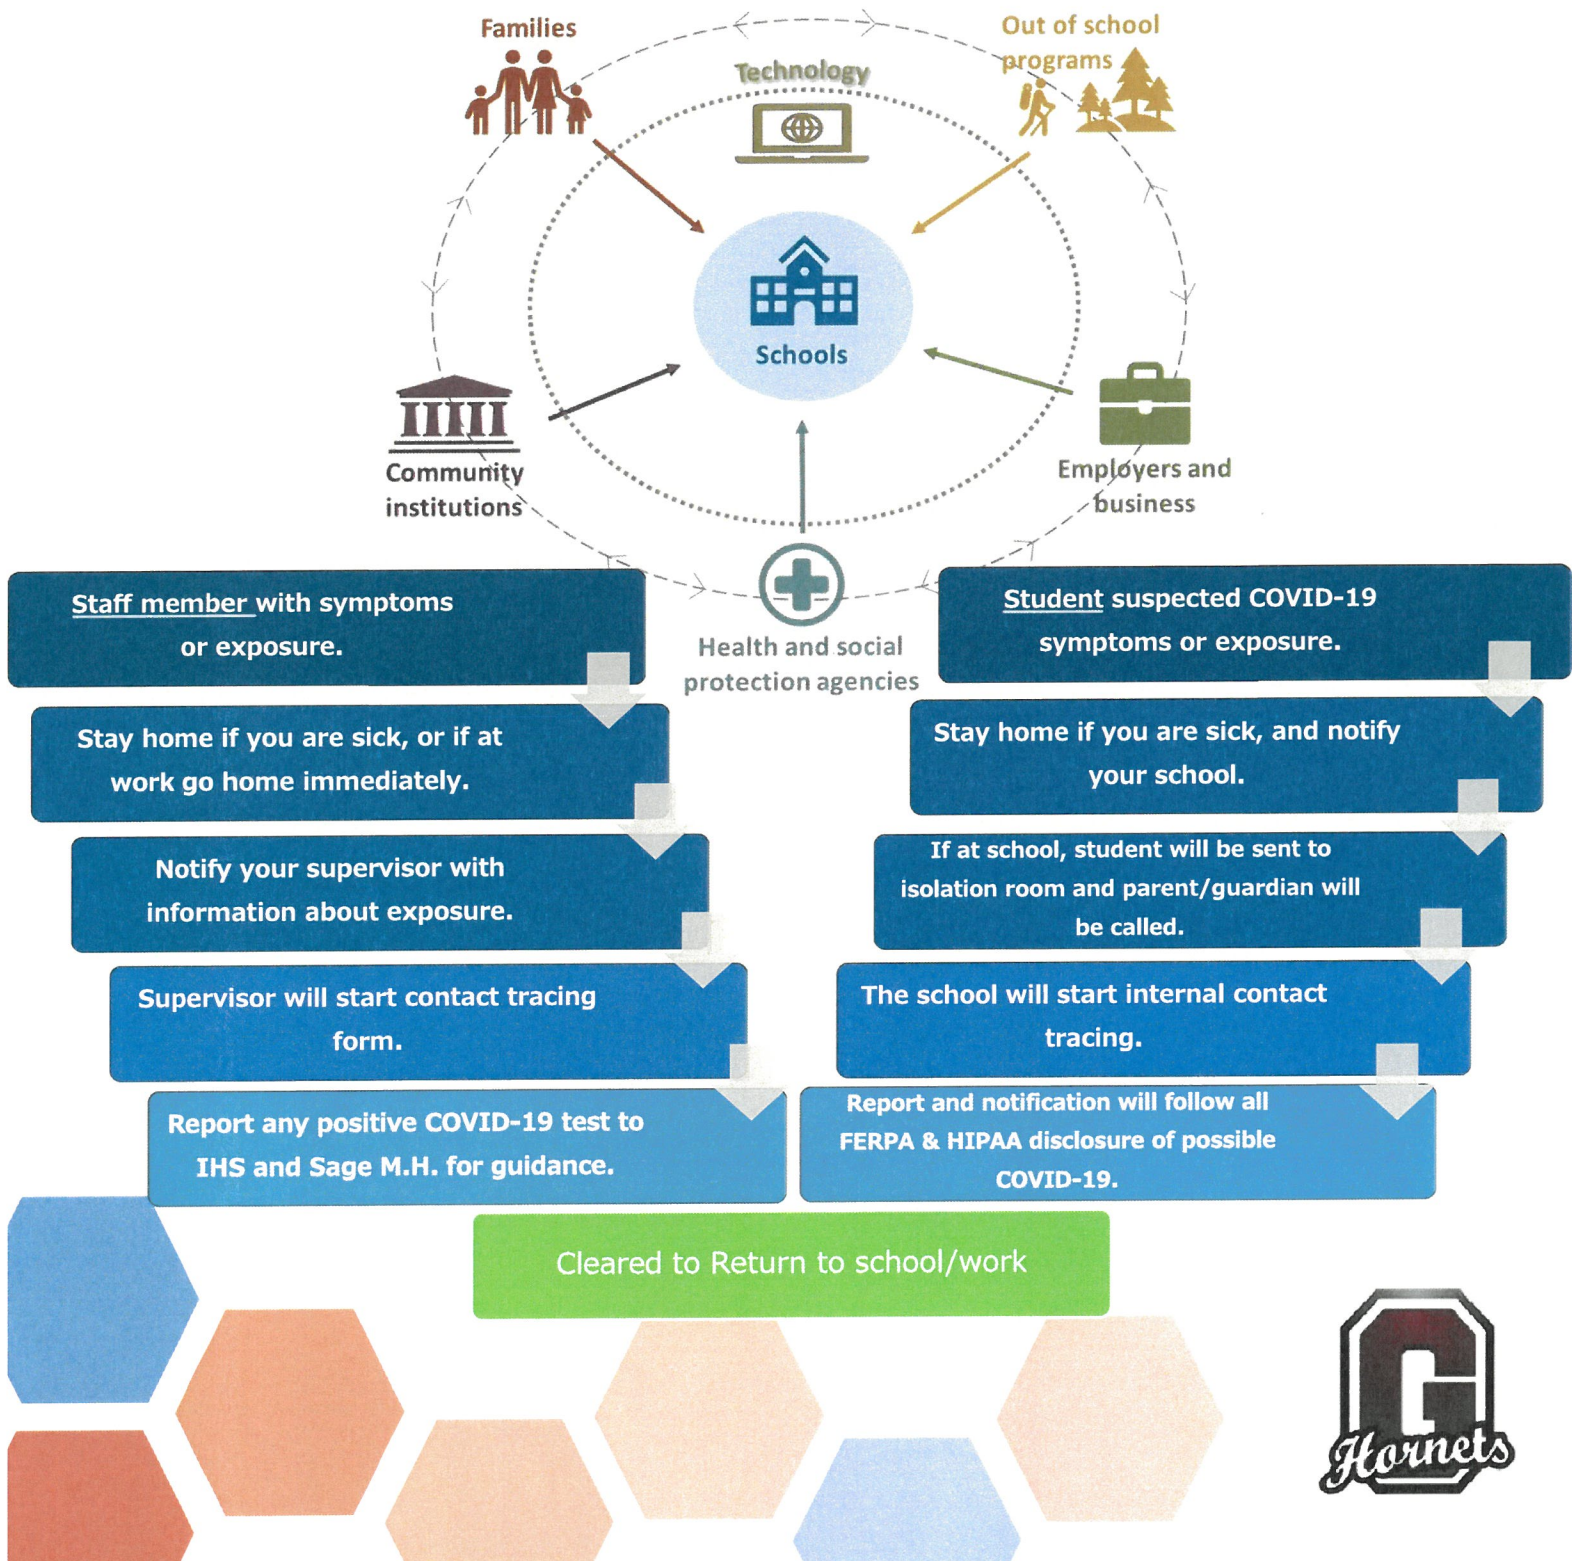 Families
Out of school
programs
Technology
Schools
Community
institutions
Employers and
business
Health and social
protection agencies
Staff member with symptoms
or exposure.
Stay home if you are sick, or if at
work go home immediately.
Notify your supervisor with
information about exposure.
Supervisor will start contact tracing
form.
Report any positive COVID-19 test to
IHS and Sage M.H. for guidance.
Student suspected COVID-19
symptoms or exposure.
Stay home if you are sick, and notify
your school.
If at school, student will be sent to
isolation room and parent/guardian will
be called.
The school will start internal contact
tracing.
Report and notification will follow all
FERPA & HIPAA disclosure of possible
COVID-19.
Cleared to Return to school/work
G
Hornets